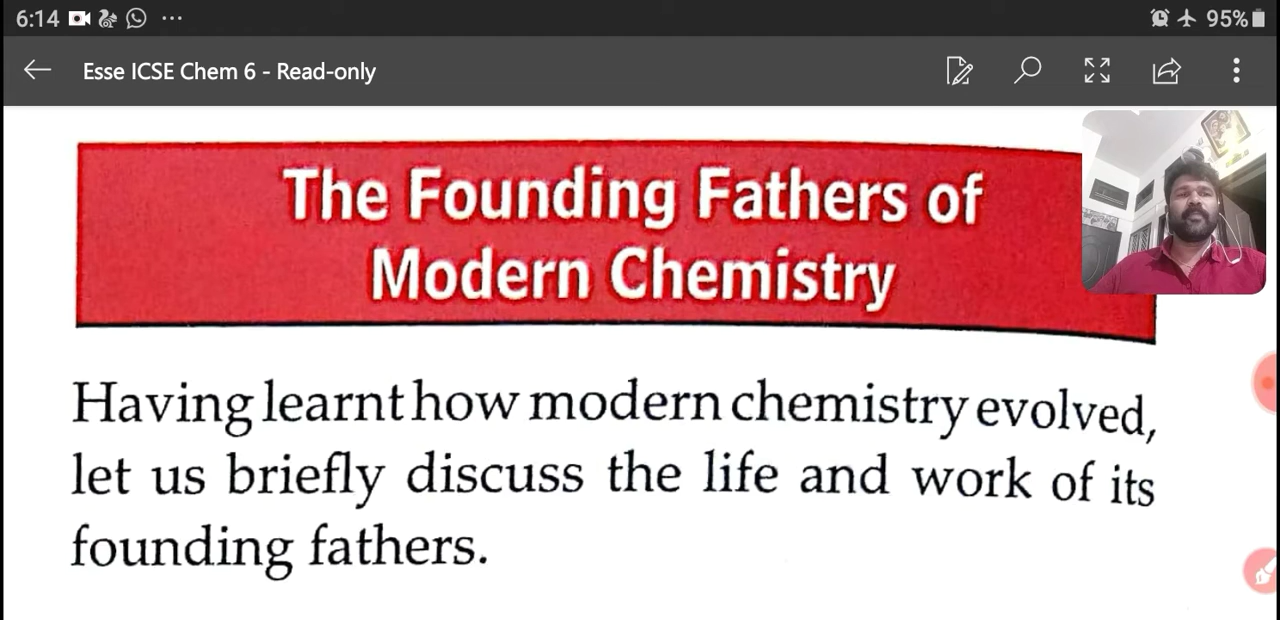 6:14 ... 95%
Esse ICSE Chem 6 - Read-only
The Founding Fathers of
Modern Chemistry
Having learnt how modern chemistry evolved,
let us briefly discuss the life and work of its
founding fathers.